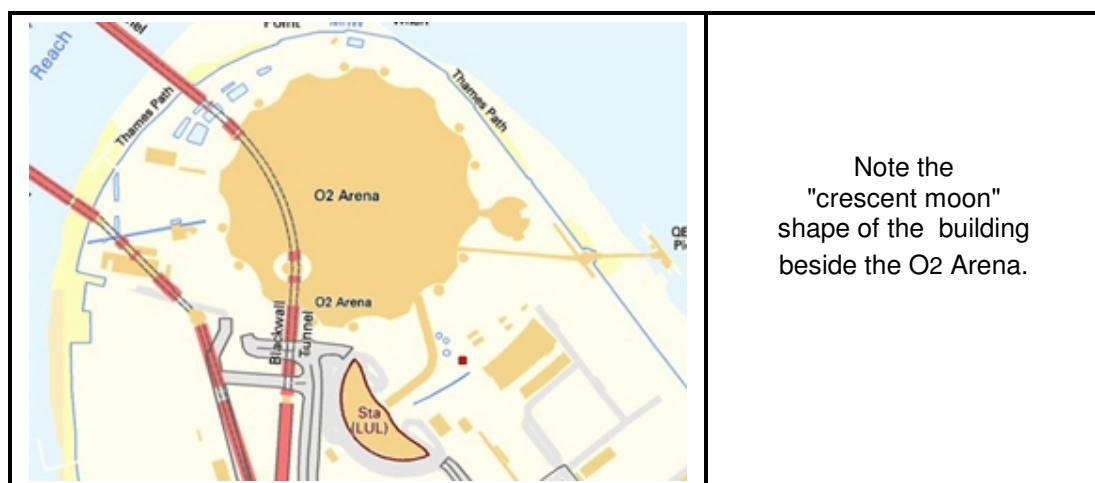 Reach
Thames Path
Thames Path
O2 Arena
O2 Arena
Blackwall
Tunnel
Sta
(LUL)
Note the
"crescent moon"
shape of the building
beside the O2 Arena.